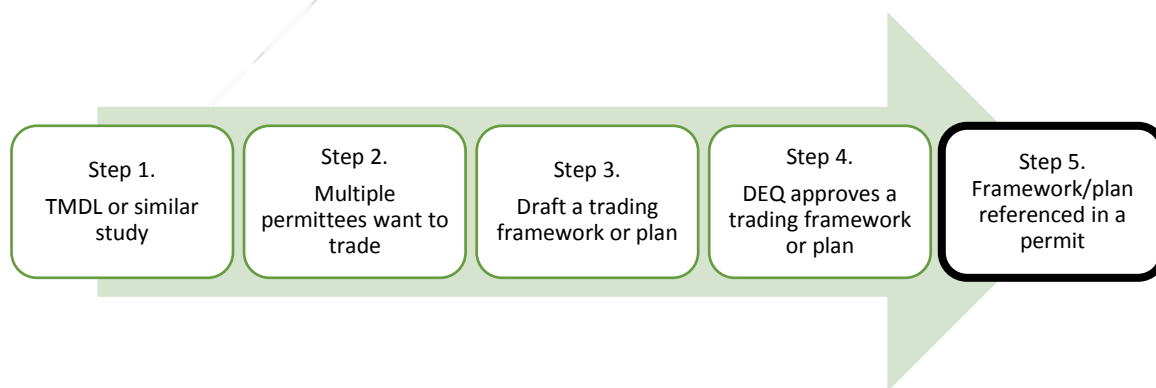 Step 1.
TMDL or similar
study
Step 2.
Multiple
permittees want to
trade
Step 3.
Draft a trading
framework or plan
Step 4.
DEQ approves a
trading framework
or plan
Step 5.
Framework/plan
referenced in a
permit